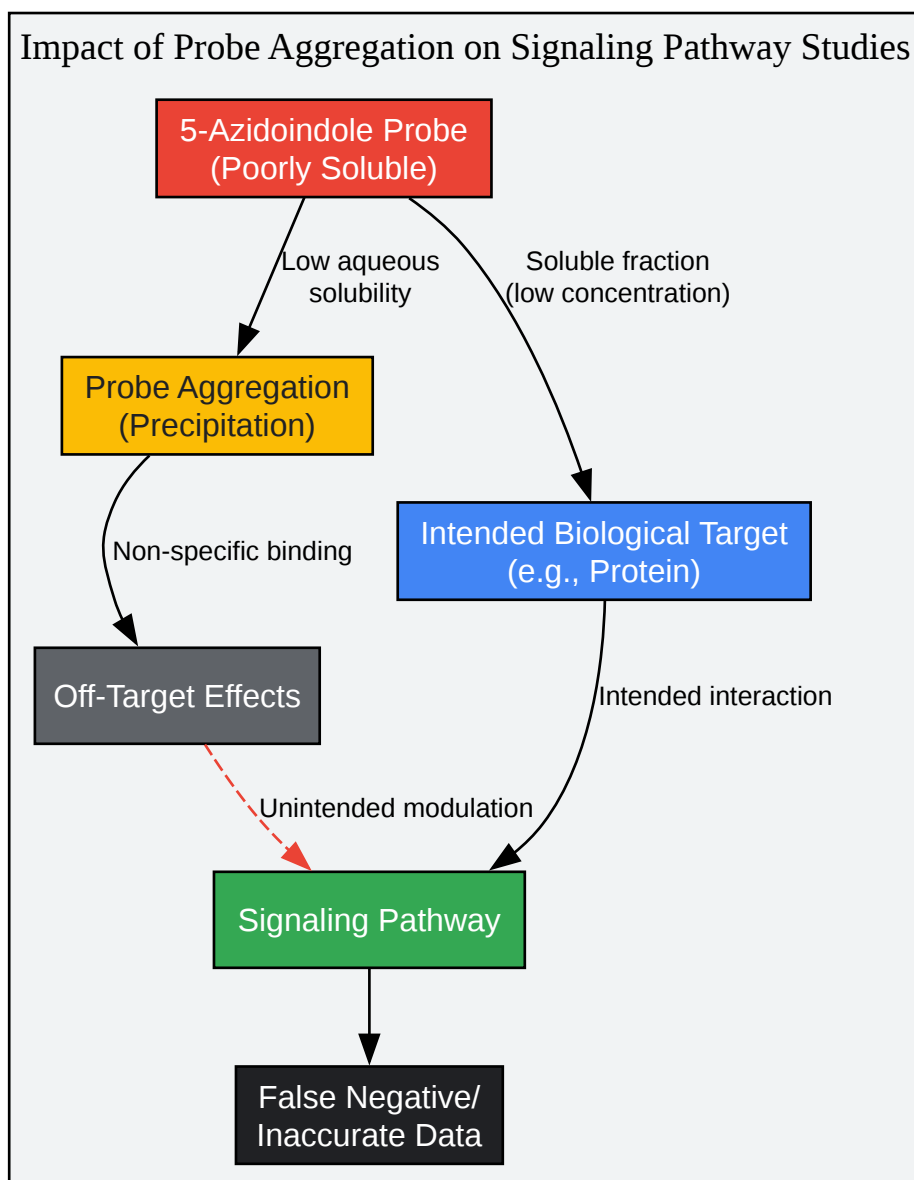 Impact of Probe Aggregation on Signaling Pathway Studies
5-Azidoindole Probe
(Poorly Soluble)
Low aqueous
solubility
Soluble fraction
(low concentration)
Probe Aggregation
(Precipitation)
Intended Biological Target
(e.g., Protein)
Non-specific binding
Off-Target Effects
Intended interaction
Unintended modulation
Signaling Pathway
False Negative/
Inaccurate Data